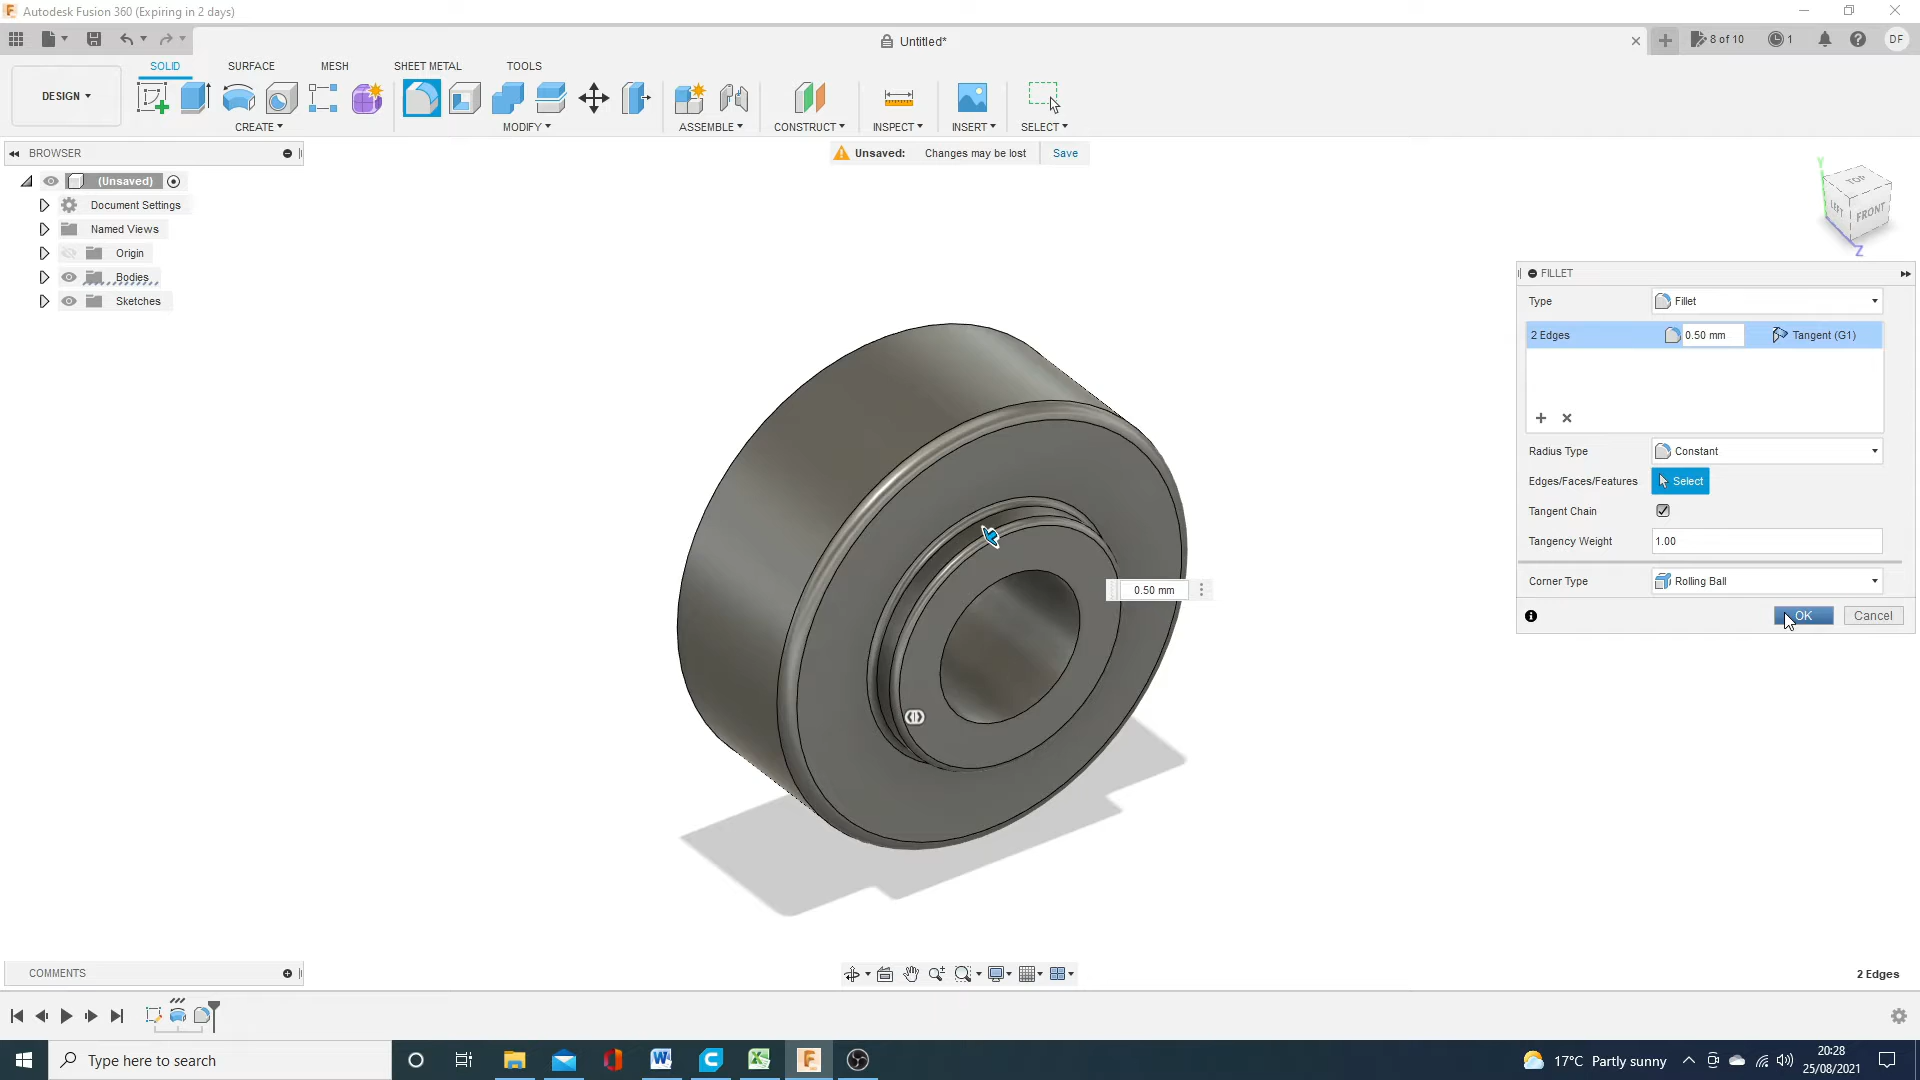 Autodesk Fusion 360 (Expiring in 2 days)
Untitled*
8 of 10
1
DF
DESIGN
SOLID
SURFACE
MESH
SHEET METAL
TOOLS
CREATE
MODIFY
ASSEMBLE
CONSTRUCT
INSPECT
INSERT
SELECT
BROWSER
Unsaved: Changes may be lost
Save
(Unsaved)
Document Settings
Named Views
Origin
Bodies
Sketches
Y
TOP
LEFT
FRONT
Z
FILLET
Type
Fillet
2 Edges
0.50 mm
Tangent (G1)
Radius Type
Constant
Edges/Faces/Features
Select
Tangent Chain
Tangency Weight
1.00
Corner Type
Rolling Ball
OK
Cancel
0.50 mm
COMMENTS
2 Edges
Type here to search
17°C Partly sunny
20:28
25/08/2021